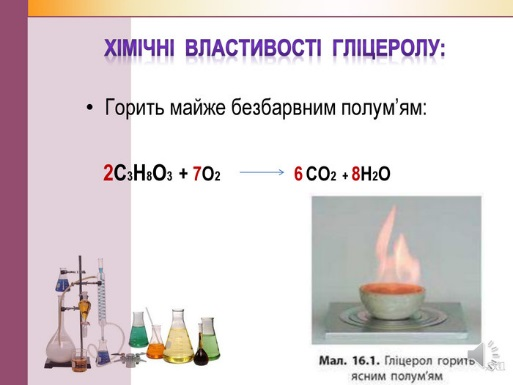 ХІМІЧНІ ВЛАСТИВОСТІ ГЛІЦЕРОЛУ:
• Горить майже безбарвним полум’ям:
2C3H8O3 + 7O2 → 6 CO2 + 8H2O
Мал. 16.1. Гліцерол горить
ясним полум'ям